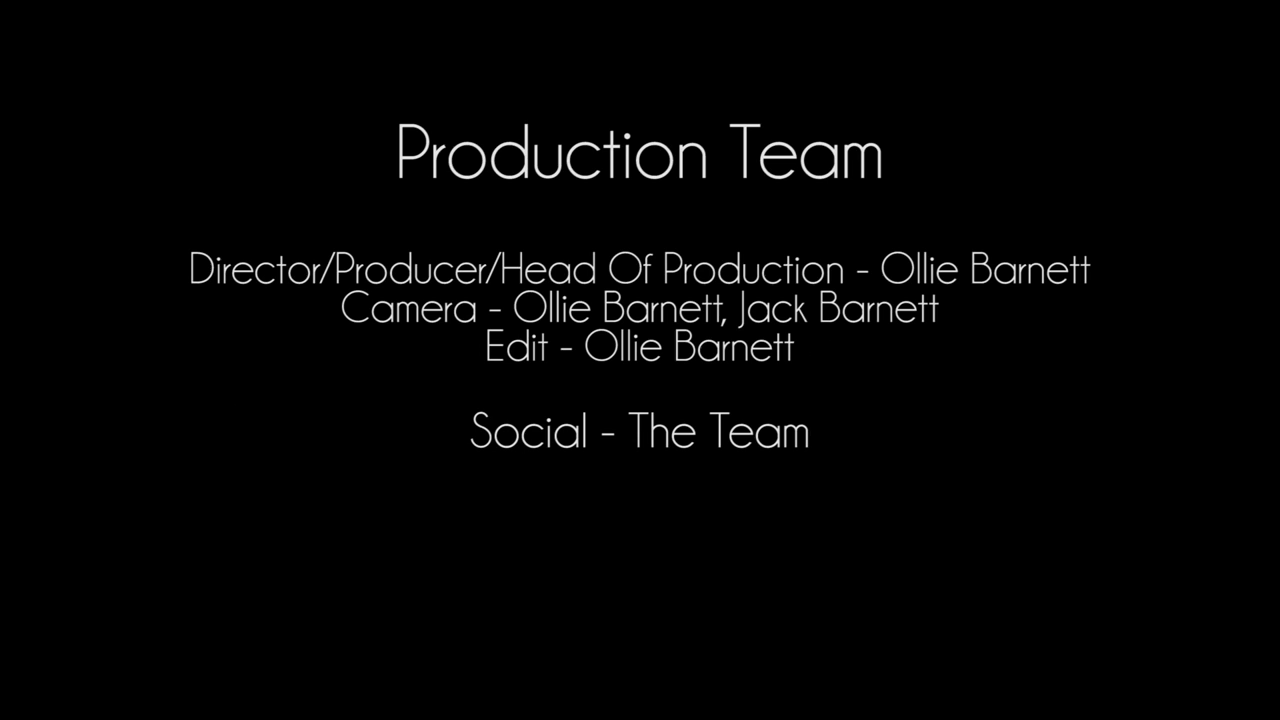 Production Team
Director/Producer/Head Of Production - Ollie Barnett
Camera - Ollie Barnett, Jack Barnett
Edit - Ollie Barnett
Social - The Team